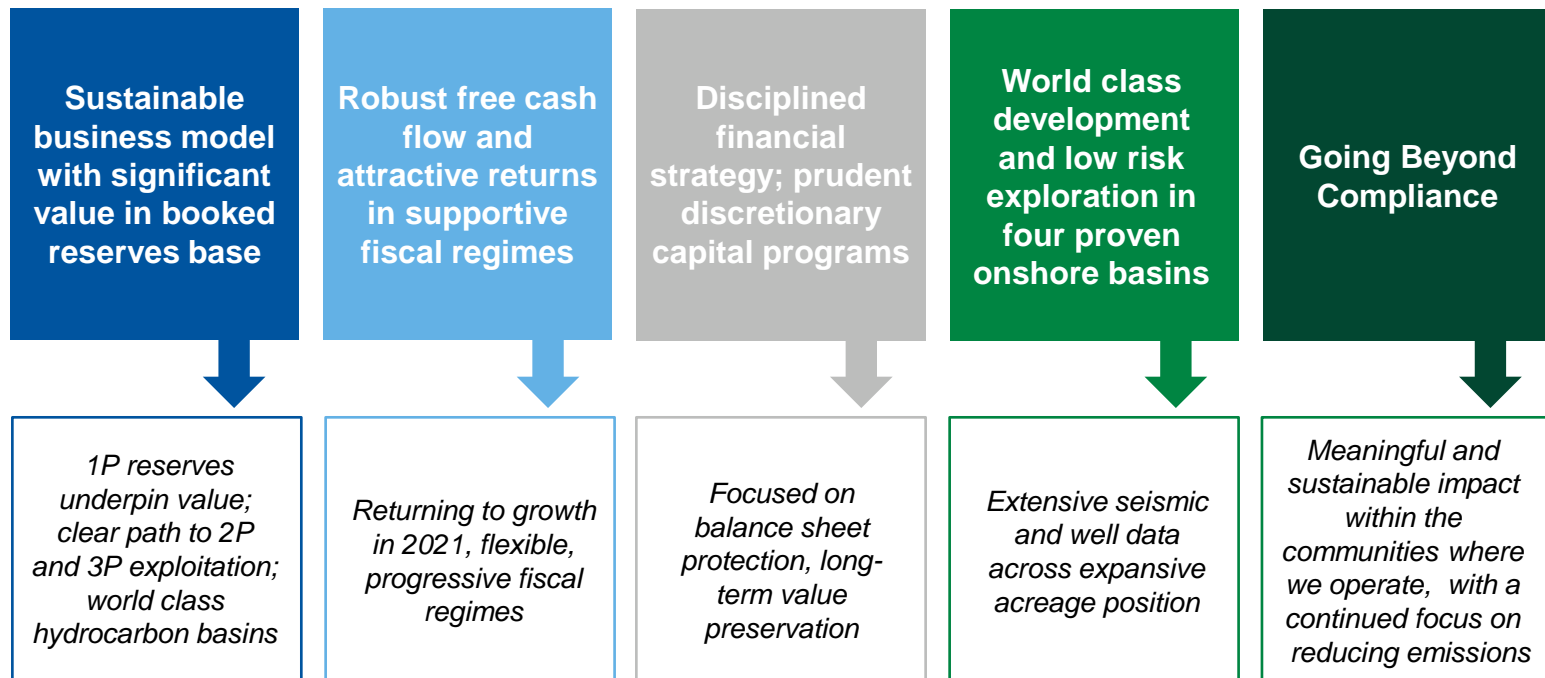 Sustainable
business model
with significant
value in booked
reserves base
Robust free cash
flow and
attractive returns
in supportive
fiscal regimes
Disciplined
financial
strategy; prudent
discretionary
capital programs
World class
development
and low risk
exploration in
four proven
onshore basins
Going Beyond
Compliance
1P reserves
underpin value;
clear path to 2P
and 3P exploitation;
world class
hydrocarbon basins
Returning to growth
in 2021, flexible,
progressive fiscal
regimes
Focused on
balance sheet
protection, long-
term value
preservation
Extensive seismic
and well data
across expansive
acreage position
Meaningful and
sustainable impact
within the
communities where
we operate, with a
continued focus on
reducing emissions